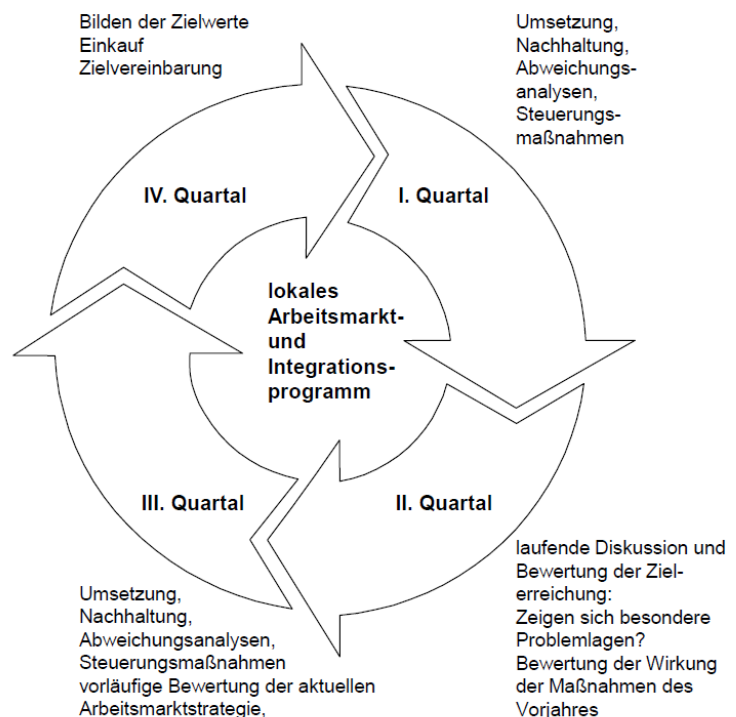 Bilden der Zielwerte
Einkauf
Zielvereinbarung
Umsetzung,
Nachhaltung,
Abweichungs-
analysen,
Steuerungs-
maßnahmen
IV. Quartal
I. Quartal
lokales
Arbeitsmarkt-
und
Integrations-
programm
III. Quartal
II. Quartal
Umsetzung,
Nachhaltung,
Abweichungsanalysen,
Steuerungsmaßnahmen
vorläufige Bewertung der aktuellen
Arbeitsmarktstrategie,
laufende Diskussion und
Bewertung der Ziel-
erreichung:
Zeigen sich besondere
Problemlagen?
Bewertung der Wirkung
der Maßnahmen des
Vorjahres